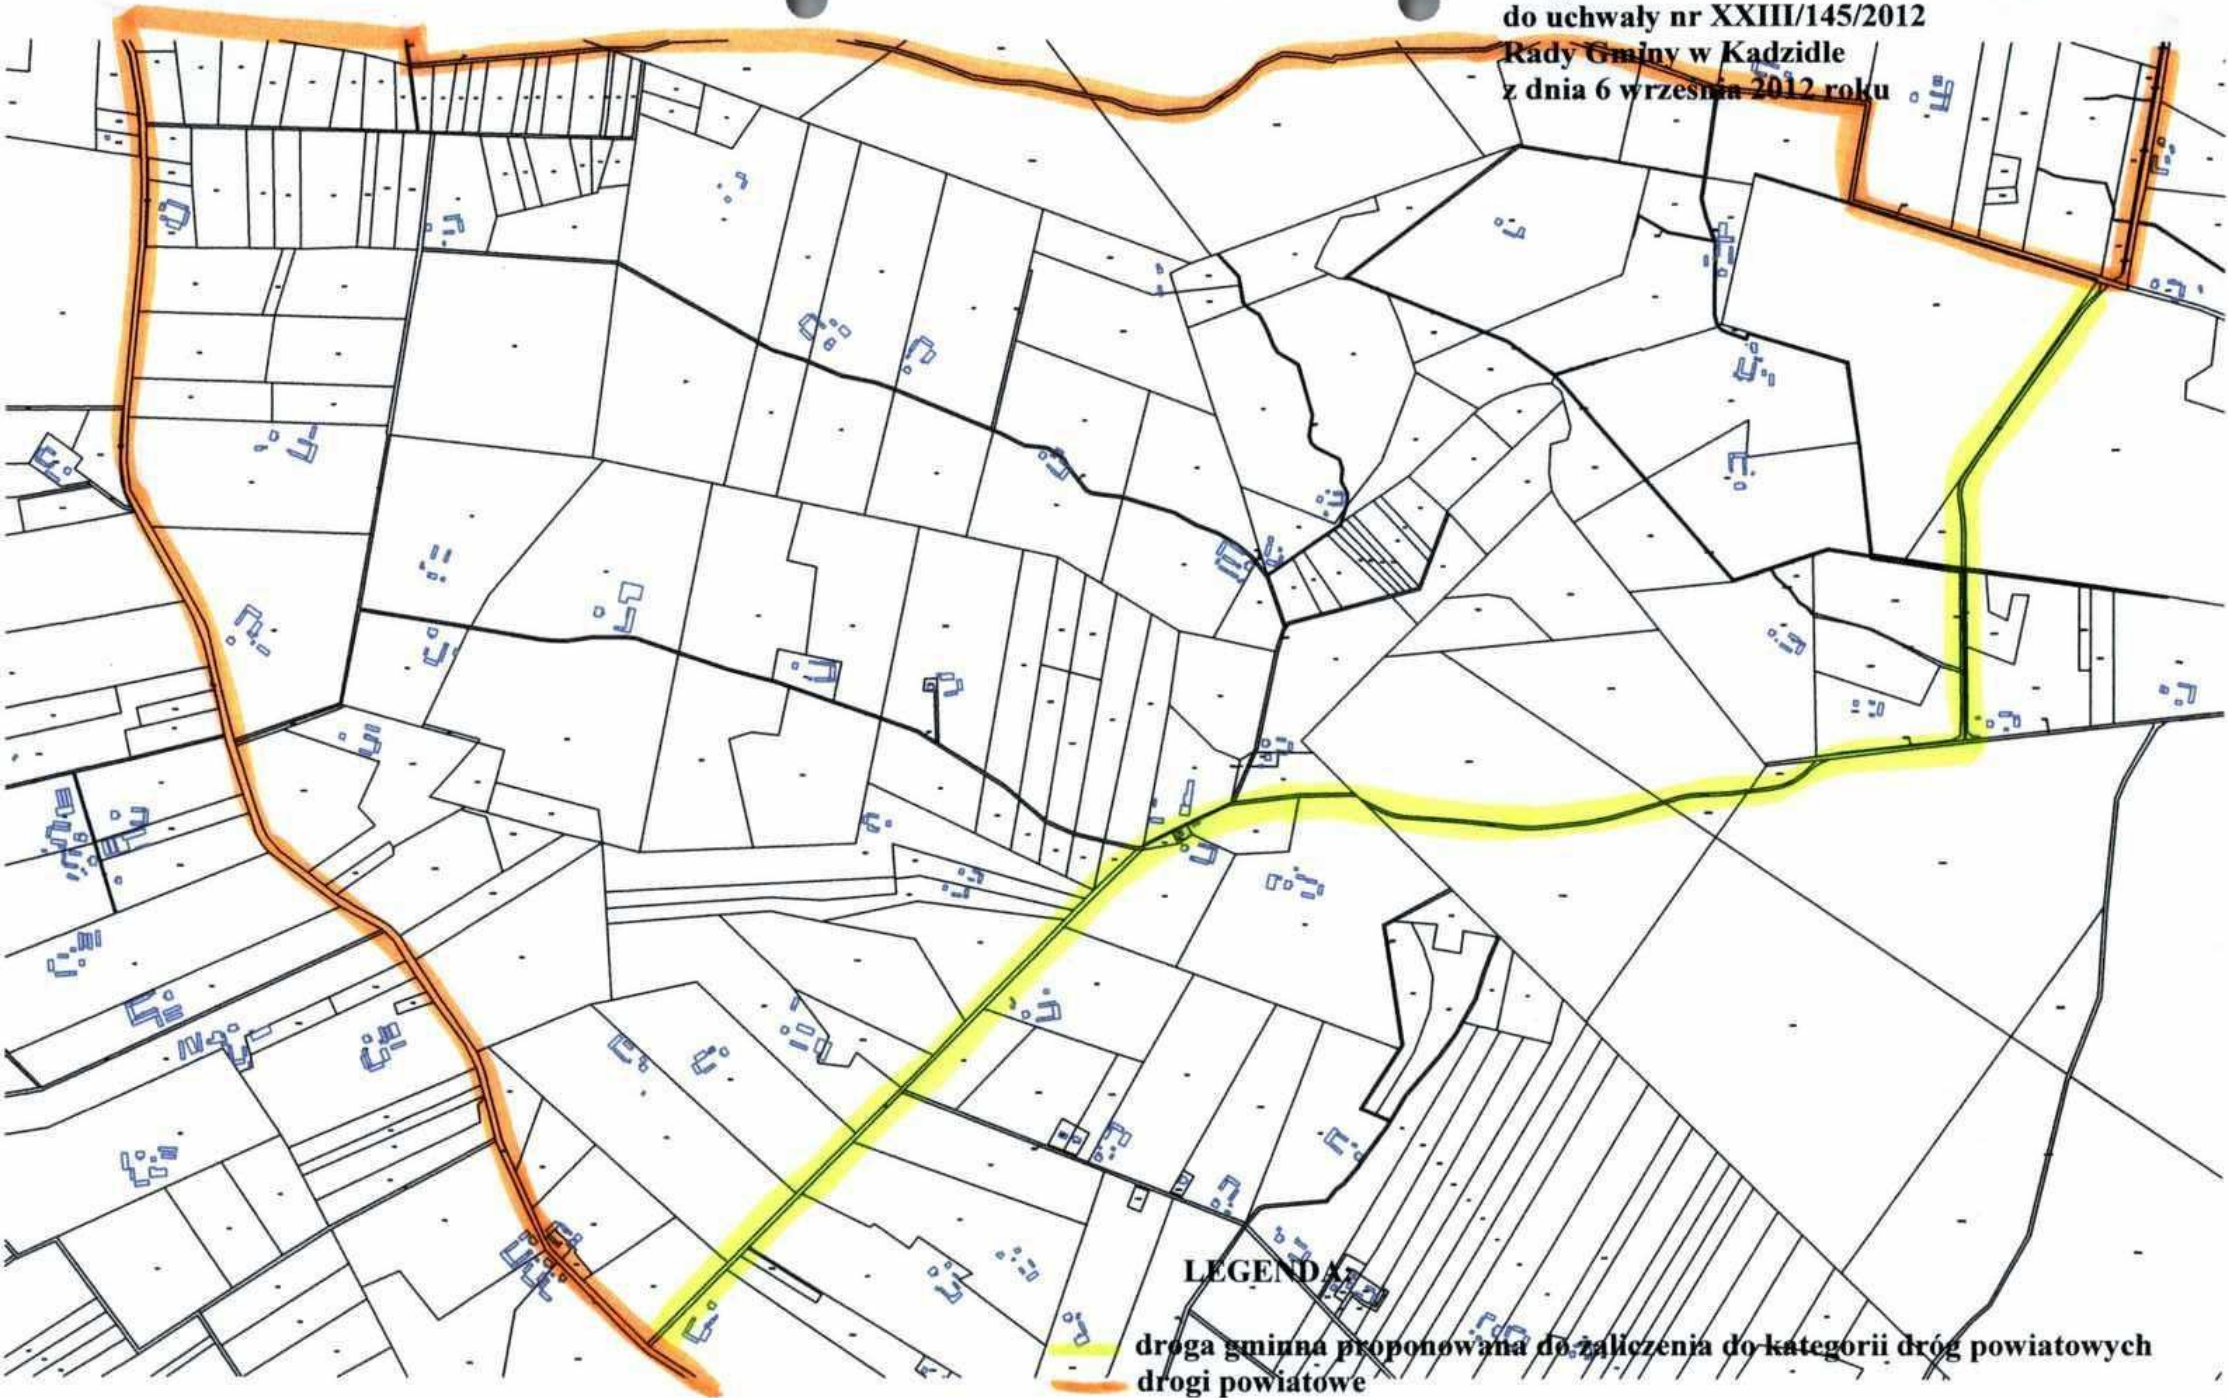 do uchwały nr XXIII/145/2012
Rady Gminy w Kadzidle
z dnia 6 września 2012 roku
LEGENDA:
droga gminna proponowana do zaliczenia do kategorii dróg powiatowych
drogi powiatowe